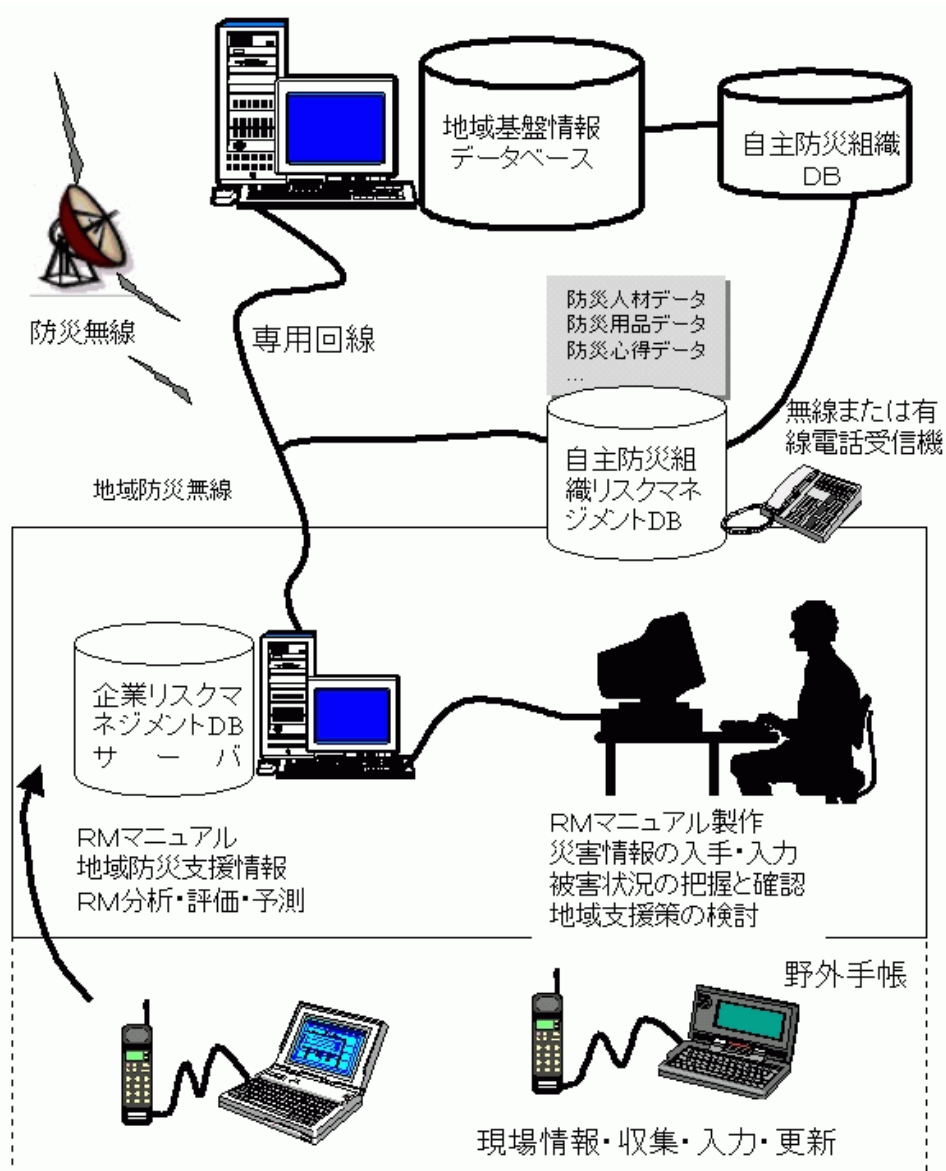 地域基盤情報
データベース
自主防災組織
DB
防災無線
専用回線
防災人材データ
防災用品データ
防災心得データ
…
無線または有
線電話受信機
自主防災組
織リスクマネ
ジメントDB
地域防災無線
企業リスクマ
ネジメントDB
サーバ
RMマニュアル
地域防災支援情報
RM分析・評価・予測
RMマニュアル製作
災害情報の入手・入力
被害状況の把握と確認
地域支援策の検討
野外手帳
現場情報・収集・入力・更新